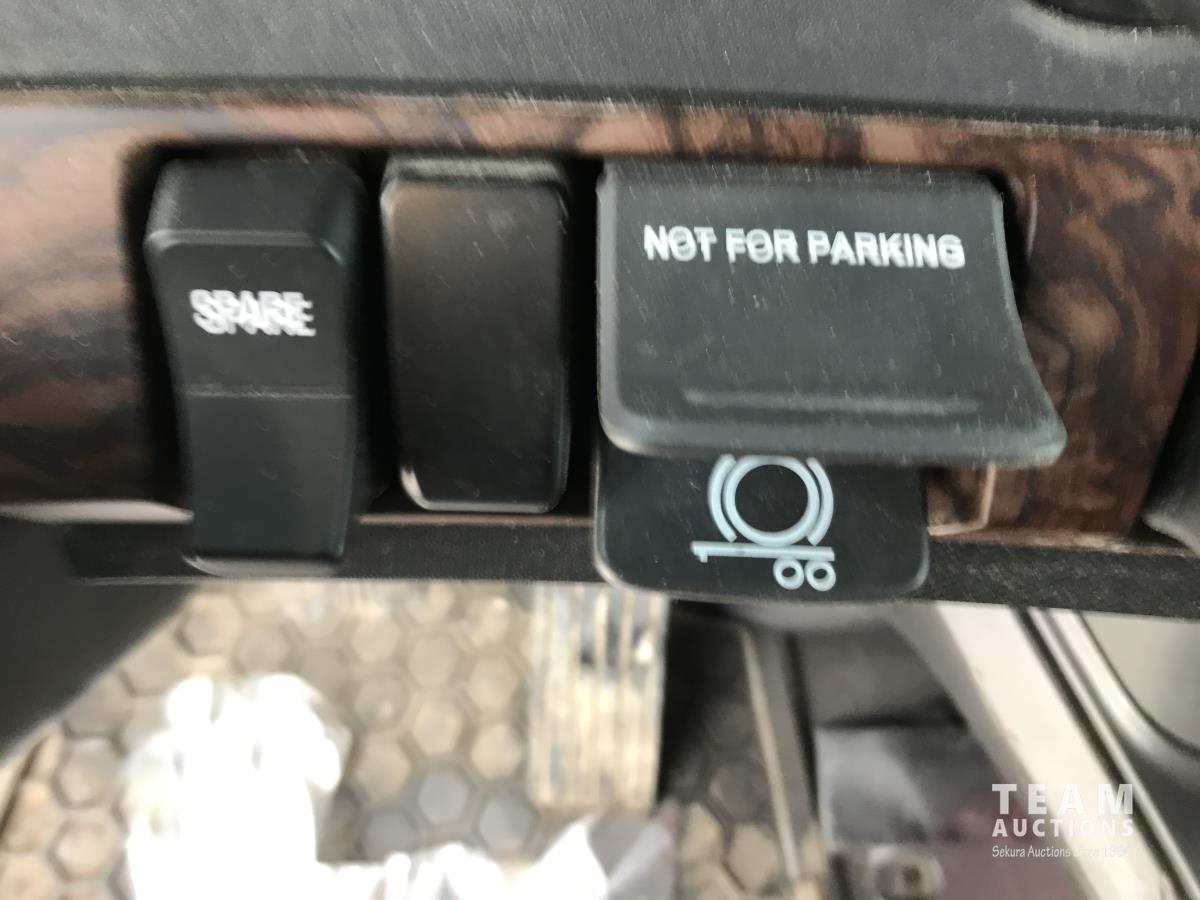 NOT FOR PARKING
SPARE
TEAM
AUCTIONS